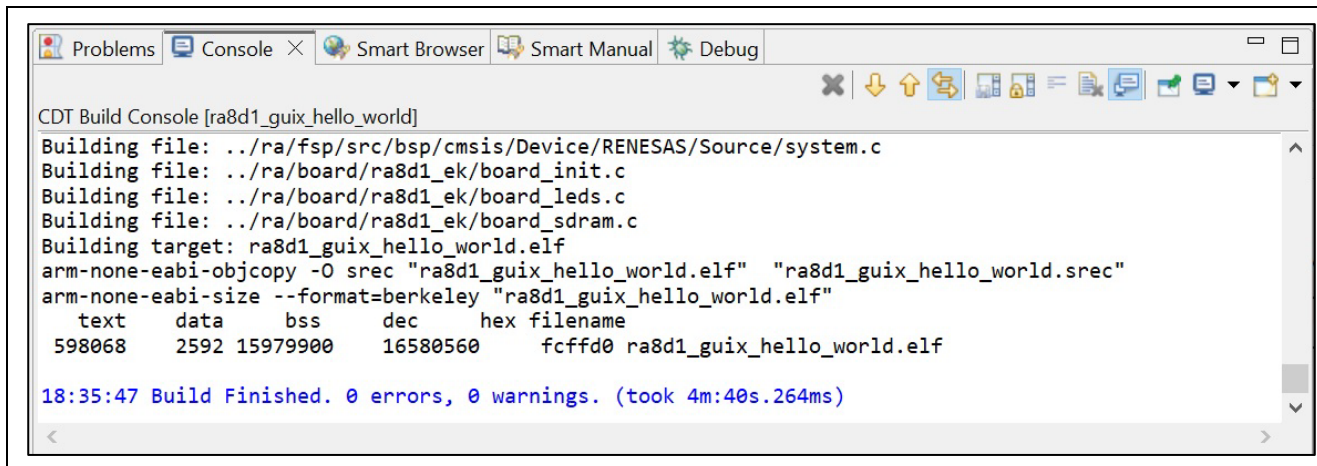 Problems Console Smart Browser Smart Manual Debug
CDT Build Console [ra8d1_guix_hello_world]
Building file: ../ra/fsp/src/bsp/cmsis/Device/RENESAS/Source/system.c
Building file: ../ra/board/ra8d1_ek/board_init.c
Building file: ../ra/board/ra8d1_ek/board_leds.c
Building file: ../ra/board/ra8d1_ek/board_sdram.c
Building target: ra8d1_guix_hello_world.elf
arm-none-eabi-objcopy -O srec "ra8d1_guix_hello_world.elf"  "ra8d1_guix_hello_world.srec"
arm-none-eabi-size --format=berkeley "ra8d1_guix_hello_world.elf"
   text    data     bss     dec     hex filename
 598068    2592 15979900    16580560      fcffd0 ra8d1_guix_hello_world.elf
18:35:47 Build Finished. 0 errors, 0 warnings. (took 4m:40s.264ms)